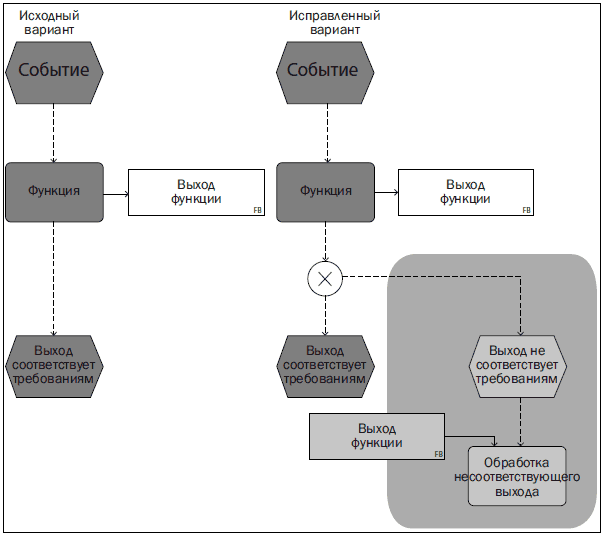 Исходный
вариант
Событие
Функция
Выход
функции
FB
Выход
соответствует
требованиям
Исправленный
вариант
Событие
Функция
Выход
функции
FB
Выход
соответствует
требованиям
Выход не
соответствует
требованиям
Выход
функции
FB
Обработка
несоответствующего
выхода